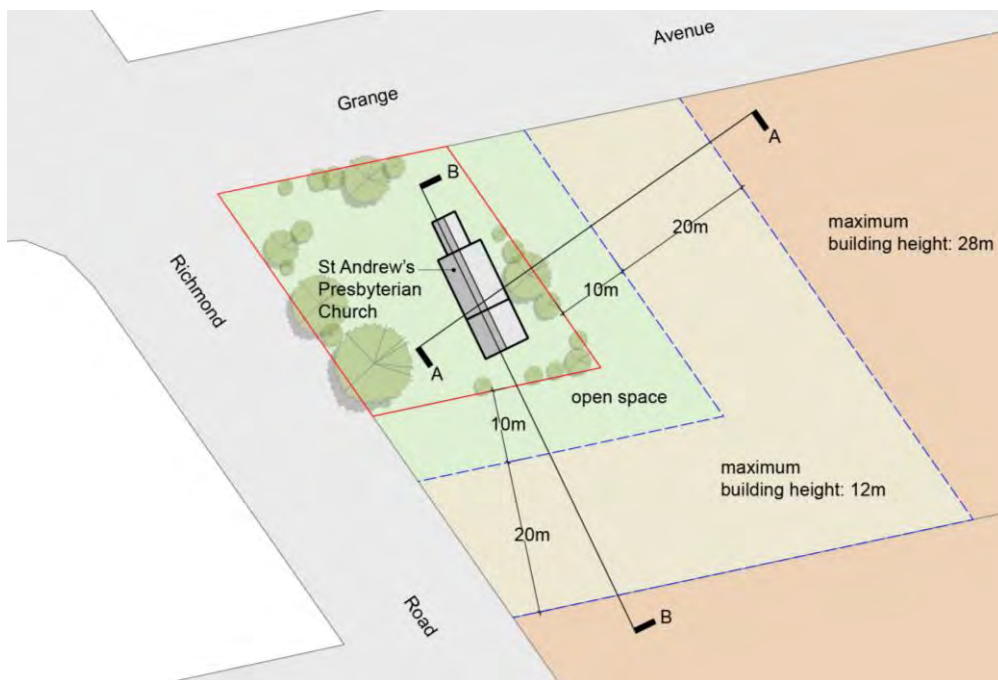 Avenue
Grange
A
B
maximum
building height: 28m
20m
St Andrew's
Presbyterian
Church
Richmond
10m
A
open space
10m
maximum
building height: 12m
20m
Road
B